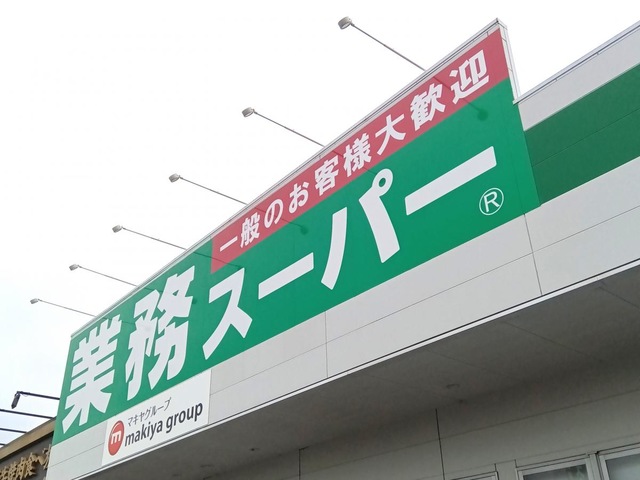 一般のお客様大歓迎
業務スーパー®
マキヤグループ
m makiya group